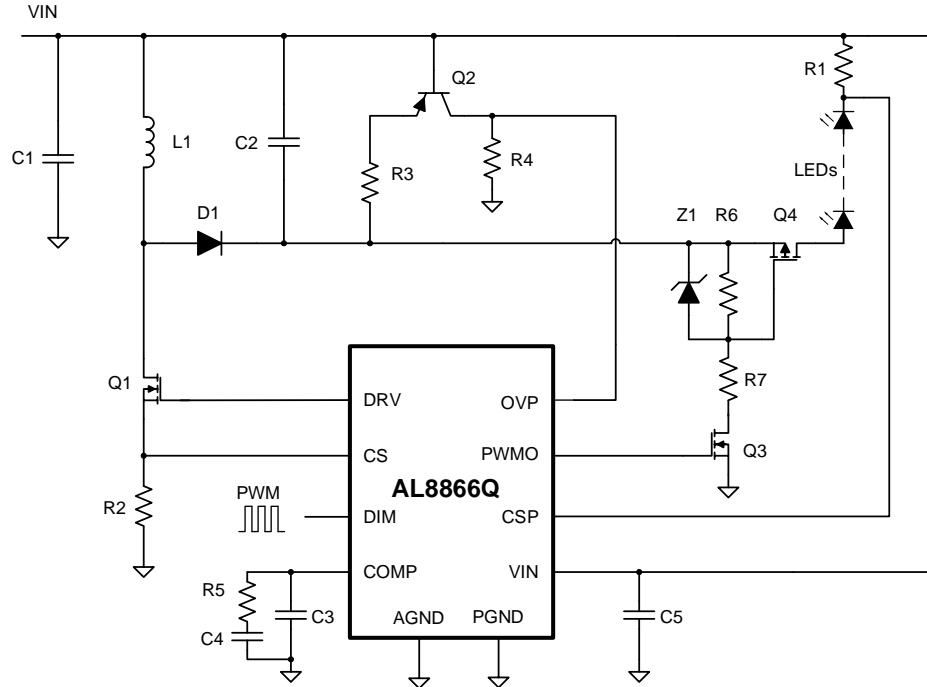 VIN
Q2
R1
L1
C2
C1
R3
R4
LEDs
D1
Z1
R6
Q4
Q1
DRV
OVP
R7
CS
PWMO
Q3
AL8866Q
R2
PWM
DIM
CSP
COMP
VIN
R5
C3
C4
AGND
PGND
C5